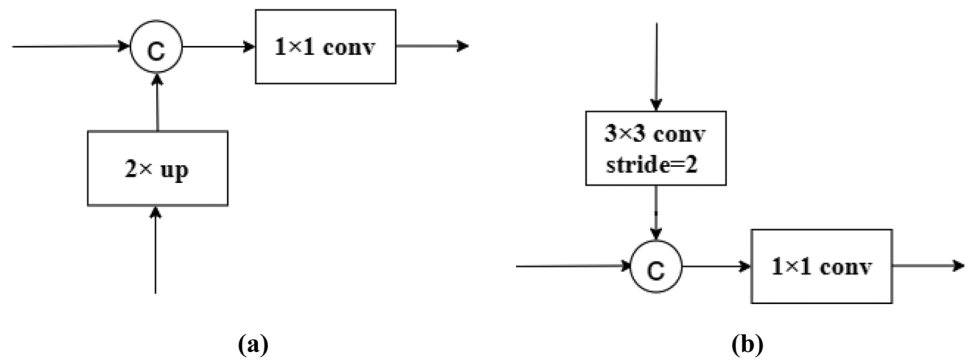 C
1×1 conv
2× up
(a)
3×3 conv
stride=2
C
1×1 conv
(b)